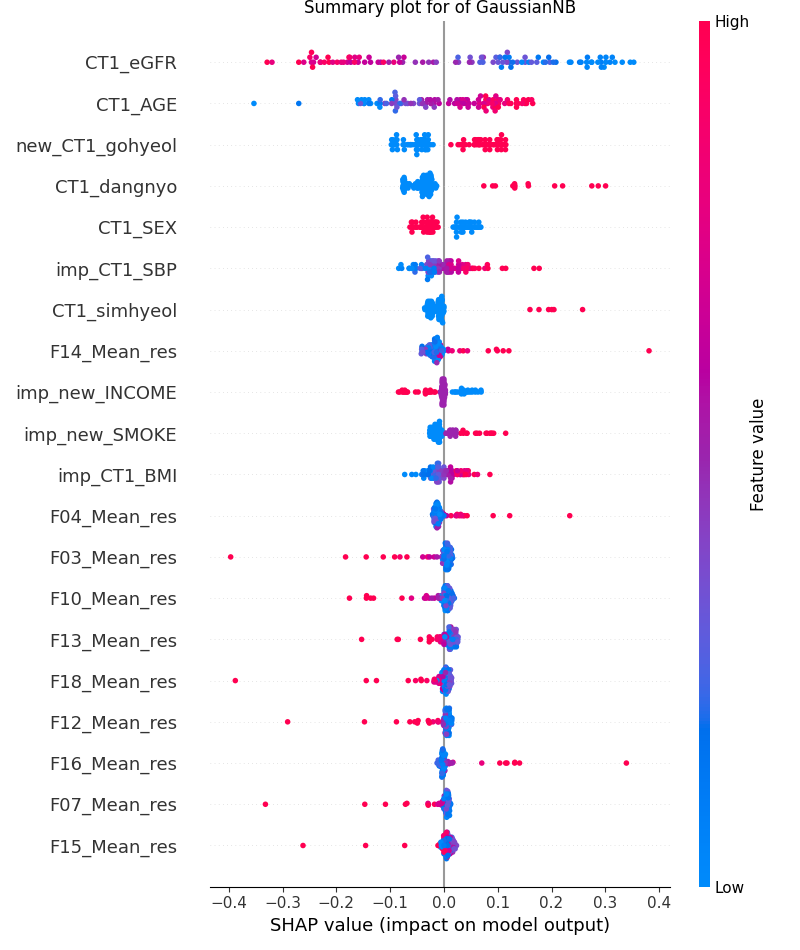 Summary plot for of GaussianNB
High
CT1_eGFR
CT1_AGE
new_CT1_gohyeol
CT1_dangnyo
CT1_SEX
imp_CT1_SBP
CT1_simhyeol
F14_Mean_res
imp_new_INCOME
imp_new_SMOKE
imp_CT1_BMI
F04_Mean_res
F03_Mean_res
F10_Mean_res
F13_Mean_res
F18_Mean_res
F12_Mean_res
F16_Mean_res
F07_Mean_res
F15_Mean_res
Feature value
Low
−0.4 −0.3 −0.2 −0.1 0.0 0.1 0.2 0.3 0.4
SHAP value (impact on model output)